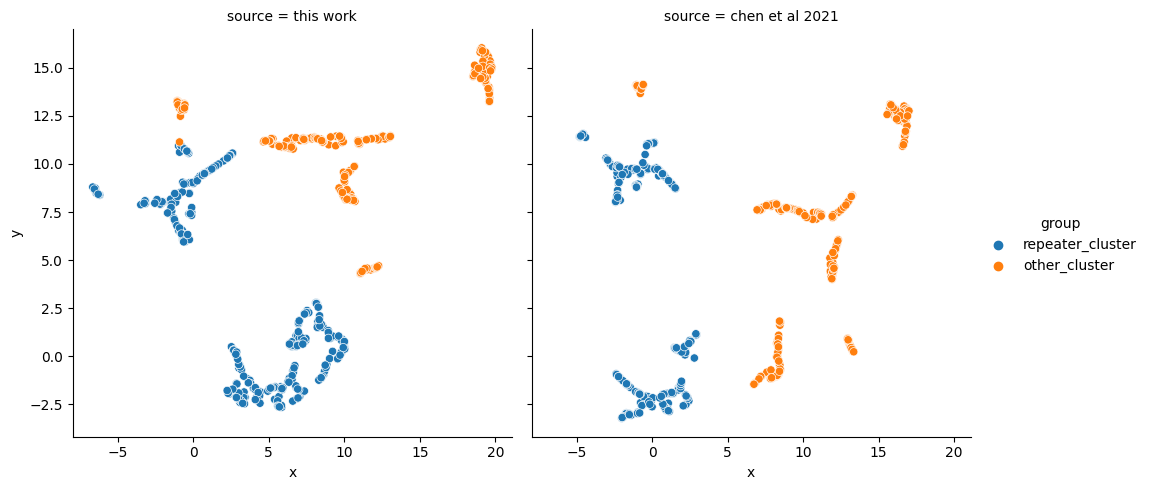 source = this work
source = chen et al 2021
15.0
12.5
10.0
7.5
5.0
2.5
0.0
−2.5
y
−5
0
5
10
15
20
x
−5
0
5
10
15
20
x
group
repeater_cluster
other_cluster